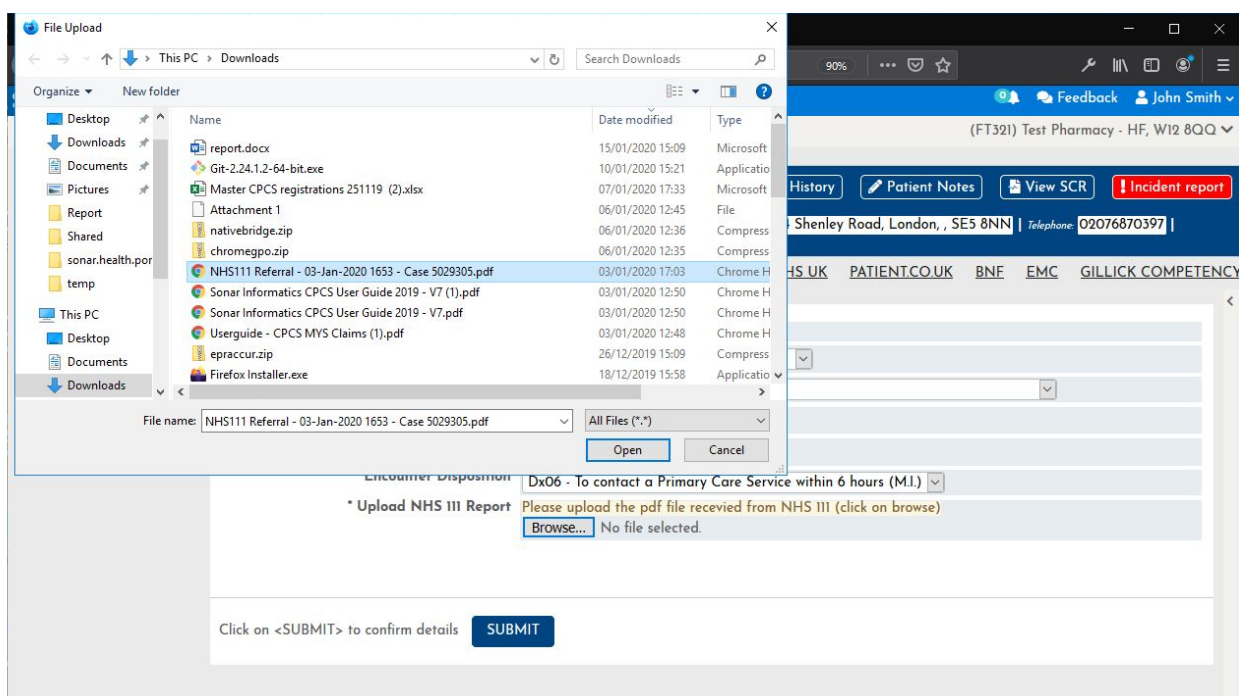 File Upload
This PC > Downloads
Search Downloads
90%
Organize
New folder
Feedback
John Smith
(FT321) Test Pharmacy - HF, W12 8QQ
Desktop
Downloads
Documents
Pictures
Report
Shared
sonar.health.por
temp
This PC
Desktop
Documents
Downloads
Name Date modified Type
report.docx 15/01/2020 15:09 Microsoft
Git-2.24.1.2-64-bit.exe 10/01/2020 15:21 Applicatio
Master CPCS registrations 251119 (2).xlsx 07/01/2020 17:33 Microsoft
Attachment 1 06/01/2020 12:45 File
nativebridge.zip 06/01/2020 12:36 Compress
chromegpo.zip 06/01/2020 12:35 Compress
NHS111 Referral - 03-Jan-2020 1653 - Case 5029305.pdf 03/01/2020 17:03 Chrome H
Sonar Informatics CPCS User Guide 2019 - V7 (1).pdf 03/01/2020 12:50 Chrome H
Sonar Informatics CPCS User Guide 2019 - V7.pdf 03/01/2020 12:50 Chrome H
Userguide - CPCS MYS Claims (1).pdf 03/01/2020 12:48 Chrome H
epraccur.zip 26/12/2019 15:09 Compress
Firefox Installer.exe 18/12/2019 15:58 Applicatio
File name: NHS111 Referral - 03-Jan-2020 1653 - Case 5029305.pdf
All Files (*.*)
Open Cancel
History
Patient Notes
View SCR
Incident report
Shenley Road, London, , SE5 8NN | Telephone: 02076870397 |
HS UK PATIENT.CO.UK BNF EMC GILLICK COMPETENCY
Encounter Disposition Dx06 - To contact a Primary Care Service within 6 hours (M.I.)
* Upload NHS 111 Report Please upload the pdf file recevied from NHS 111 (click on browse)
Browse... No file selected.
Click on <SUBMIT> to confirm details SUBMIT